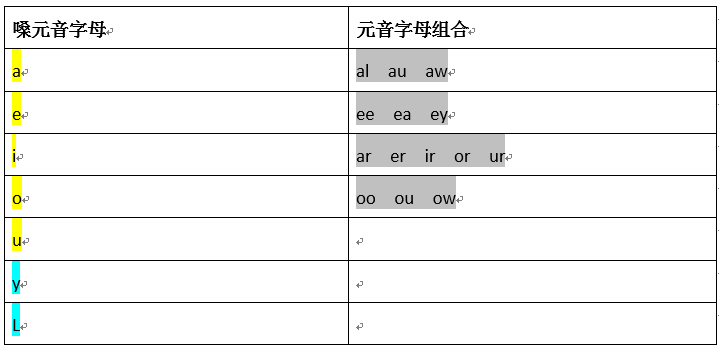 嗓元音字母 元音字母组合
a al au aw
e ee ea ey
i ar er ir or ur
o oo ou ow
u
y
L